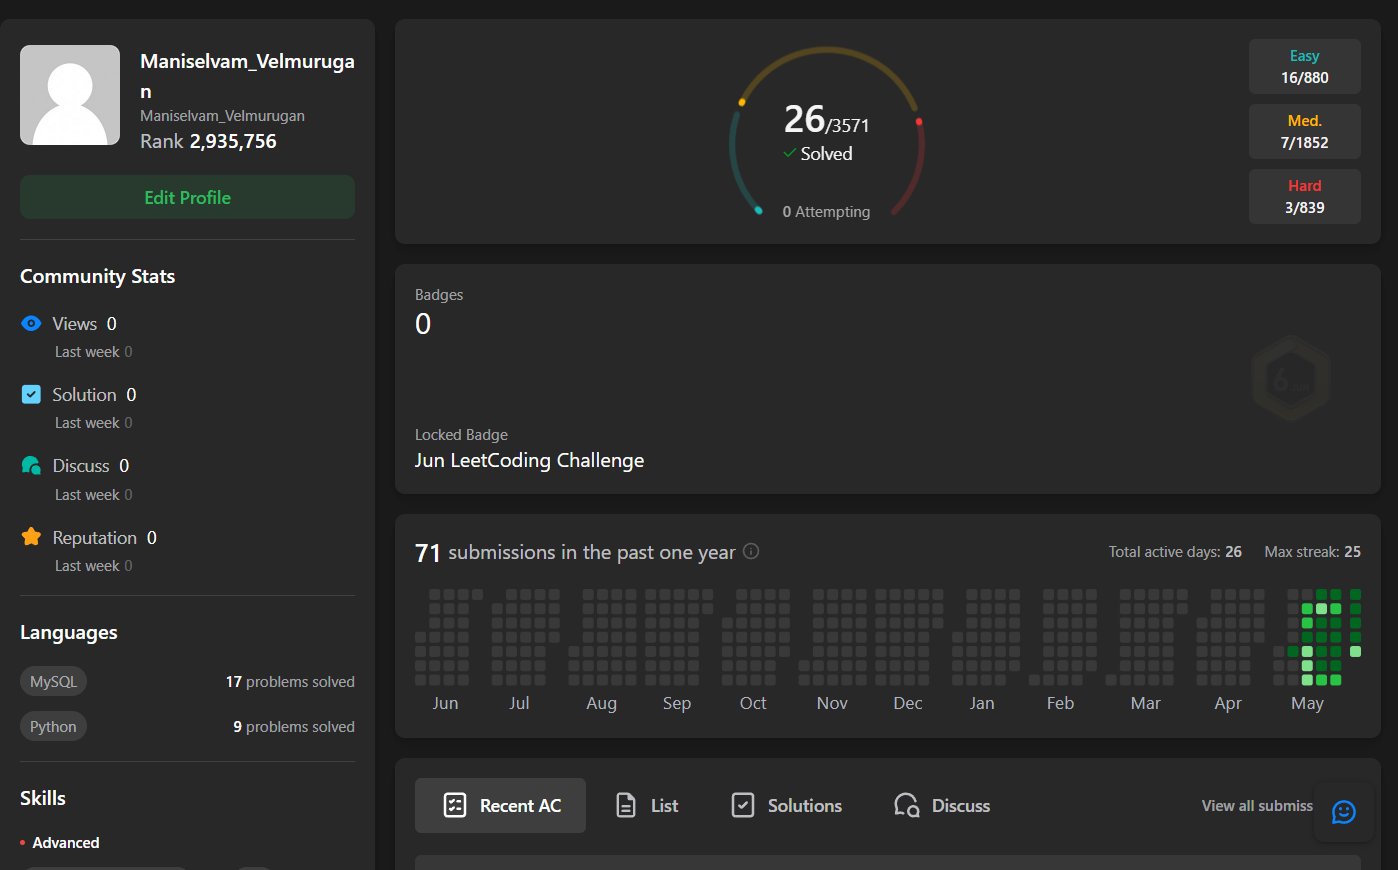 Maniselvam_Velmuruga
n
Maniselvam_Velmurugan
Rank 2,935,756
Edit Profile
Community Stats
Views 0
Last week 0
Solution 0
Last week 0
Discuss 0
Last week 0
Reputation 0
Last week 0
Languages
MySQL 17 problems solved
Python 9 problems solved
Skills
Advanced
26/3571
Solved
0 Attempting
Easy
16/880
Med.
7/1852
Hard
3/839
Badges
0
6 JUN
Locked Badge
Jun LeetCoding Challenge
71 submissions in the past one year
Total active days: 26 Max streak: 25
Jun Jul Aug Sep Oct Nov Dec Jan Feb Mar Apr May
Recent AC List Solutions Discuss View all submiss